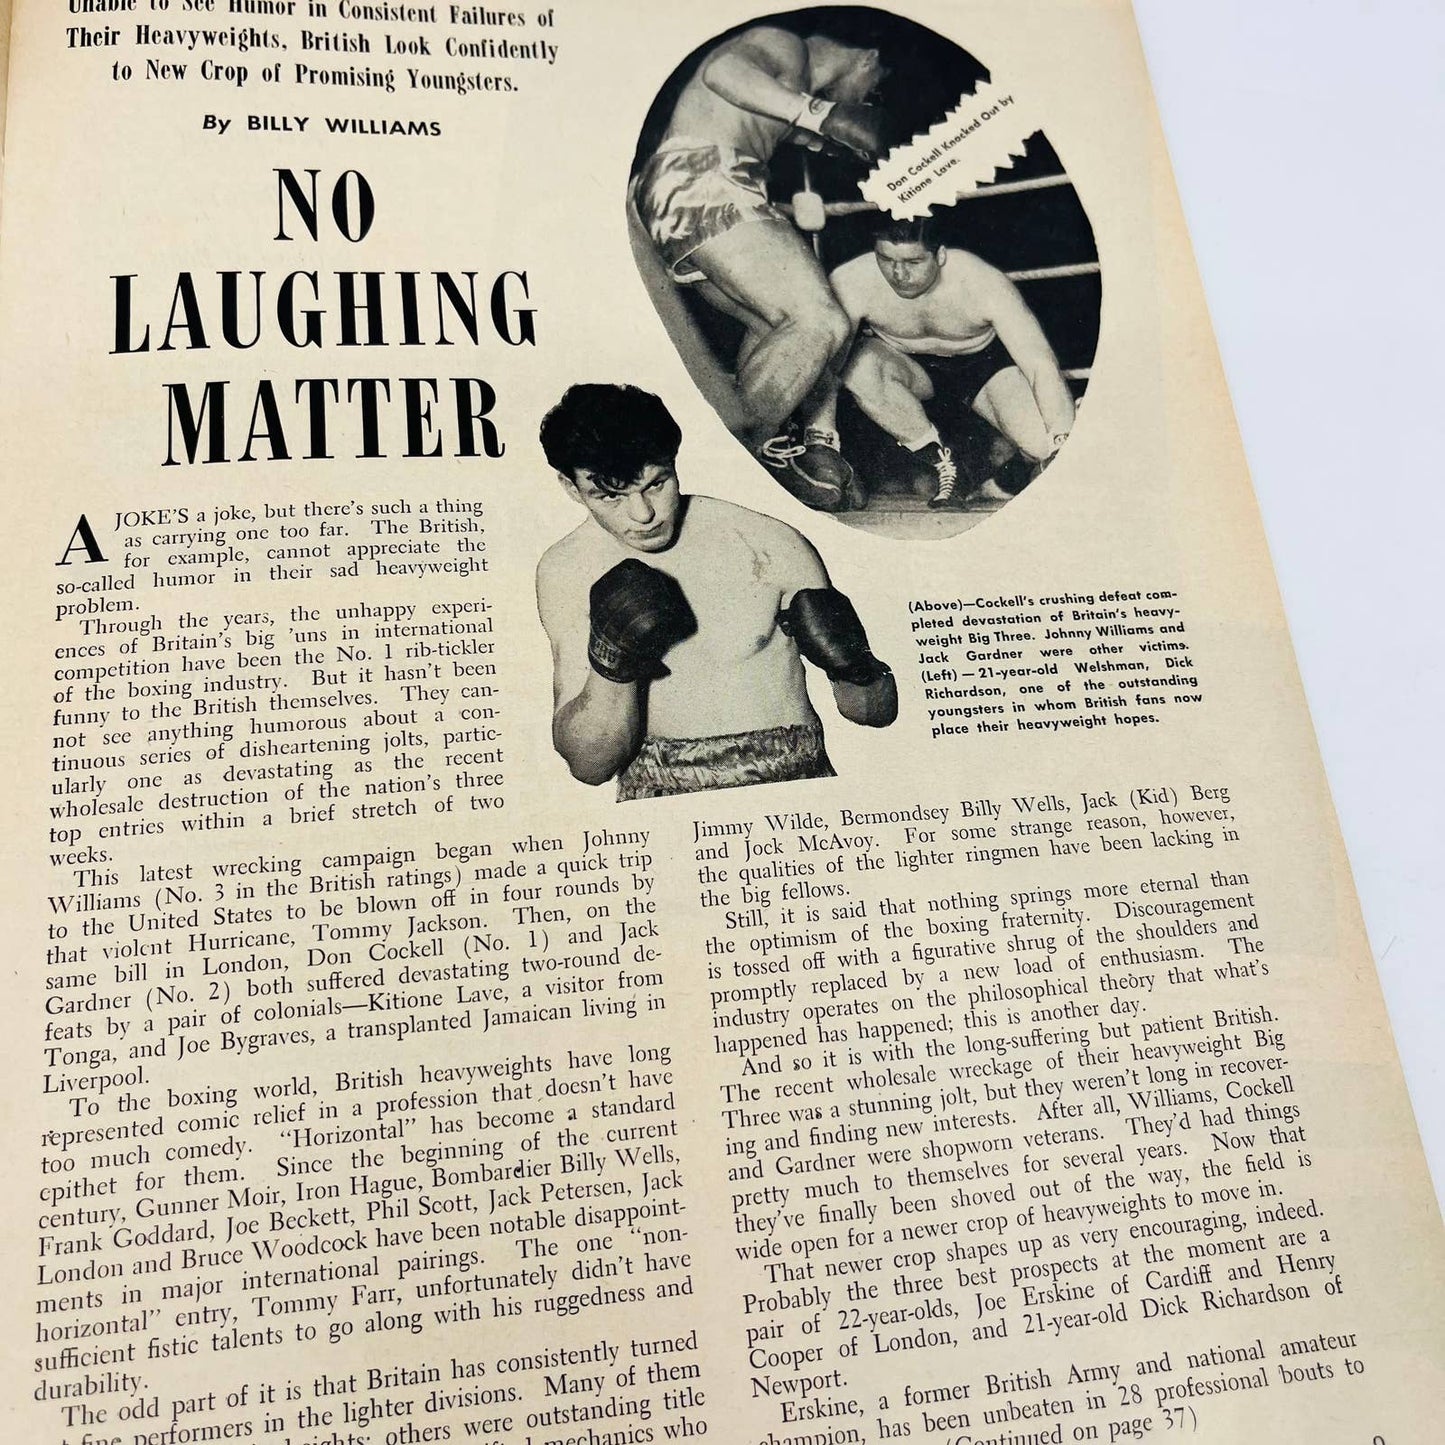 Unable to See Humor in Consistent Failures of
Their Heavyweights, British Look Confidently
to New Crop of Promising Youngsters.
By BILLY WILLIAMS
NO
LAUGHING
MATTER
Don Cockell Knocked Out by
Kitione Lave.
A JOKE'S a joke, but there's such a thing
as carrying one too far. The British,
for example, cannot appreciate the
so-called humor in their sad heavyweight
problem.
Through the years, the unhappy experi-
ences of Britain's big 'uns in international
competition have been the No. 1 rib-tickler
of the boxing industry. But it hasn't been
funny to the British themselves. They can-
not see anything humorous about a con-
tinuous series of disheartening jolts, partic-
ularly one as devastating as the recent
wholesale destruction of the nation's three
top entries within a brief stretch of two
weeks.
This latest wrecking campaign began when Johnny
Williams (No. 3 in the British ratings) made a quick trip
to the United States to be blown off in four rounds by
that violent Hurricane, Tommy Jackson. Then, on the
same bill in London, Don Cockell (No. 1) and Jack
Gardner (No. 2) both suffered devastating two-round de-
feats by a pair of colonials—Kitione Lave, a visitor from
Tonga, and Joe Bygraves, a transplanted Jamaican living in
Liverpool.
To the boxing world, British heavyweights have long
represented comic relief in a profession that doesn't have
too much comedy. "Horizontal" has become a standard
epithet for them. Since the beginning of the current
century, Gunner Moir, Iron Hague, Bombardier Billy Wells,
Frank Goddard, Joe Beckett, Phil Scott, Jack Petersen, Jack
London and Bruce Woodcock have been notable disappoint-
ments in major international pairings. The one "non-
horizontal" entry, Tommy Farr, unfortunately didn't have
sufficient fistic talents to go along with his ruggedness and
durability.
The odd part of it is that Britain has consistently turned
fine performers in the lighter divisions. Many of them
others were outstanding title
mechanics who
(Above)—Cockell's crushing defeat com-
pleted devastation of Britain's heavy-
weight Big Three. Johnny Williams and
Jack Gardner were other victims.
(Left) — 21-year-old Welshman, Dick
Richardson, one of the outstanding
youngsters in whom British fans now
place their heavyweight hopes.
Jimmy Wilde, Bermondsey Billy Wells, Jack (Kid) Berg
and Jock McAvoy. For some strange reason, however,
the qualities of the lighter ringmen have been lacking in
the big fellows.
Still, it is said that nothing springs more eternal than
the optimism of the boxing fraternity. Discouragement
is tossed off with a figurative shrug of the shoulders and
promptly replaced by a new load of enthusiasm. The
industry operates on the philosophical theory that what's
happened has happened; this is another day.
And so it is with the long-suffering but patient British.
The recent wholesale wreckage of their heavyweight Big
Three was a stunning jolt, but they weren't long in recover-
ing and finding new interests. After all, Williams, Cockell
and Gardner were shopworn veterans. They'd had things
pretty much to themselves for several years. Now that
they've finally been shoved out of the way, the field is
wide open for a newer crop of heavyweights to move in.
That newer crop shapes up as very encouraging, indeed.
Probably the three best prospects at the moment are a
pair of 22-year-olds, Joe Erskine of Cardiff and Henry
Cooper of London, and 21-year-old Dick Richardson of
Newport.
Erskine, a former British Army and national amateur
champion, has been unbeaten in 28 professional bouts to
(Continued on page 37)